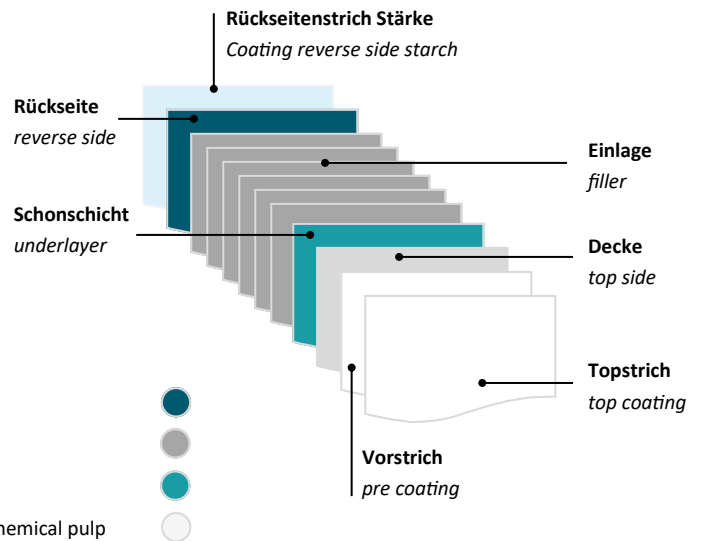 Rückseitenstrich Stärke
Coating reverse side starch
Rückseite
reverse side
Einlage
filler
Schonschicht
underlayer
Decke
top side
Topstrich
top coating
Vorstrich
pre coating
hemical pulp